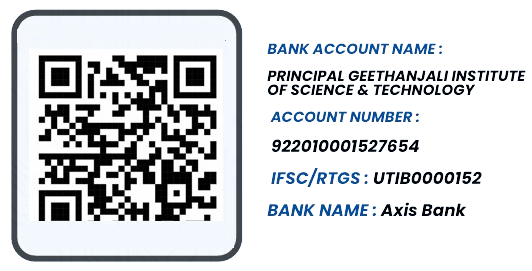 BANK ACCOUNT NAME :
PRINCIPAL GEETHANJALI INSTITUTE
OF SCIENCE & TECHNOLOGY
ACCOUNT NUMBER :
922010001527654
IFSC/RTGS : UTIB0000152
BANK NAME : Axis Bank